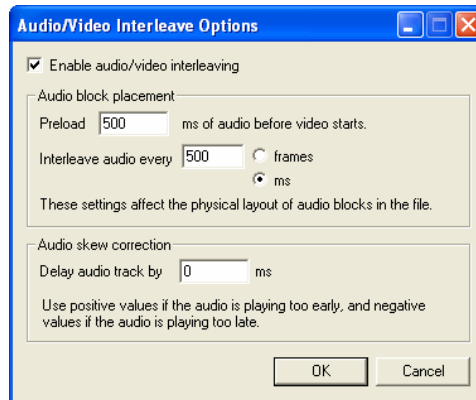 Audio/Video Interleave Options
Enable audio/video interleaving
Audio block placement
Preload 500 ms of audio before video starts.
Interleave audio every 500 frames
ms
These settings affect the physical layout of audio blocks in the file.
Audio skew correction
Delay audio track by 0 ms
Use positive values if the audio is playing too early, and negative
values if the audio is playing too late.
OK Cancel